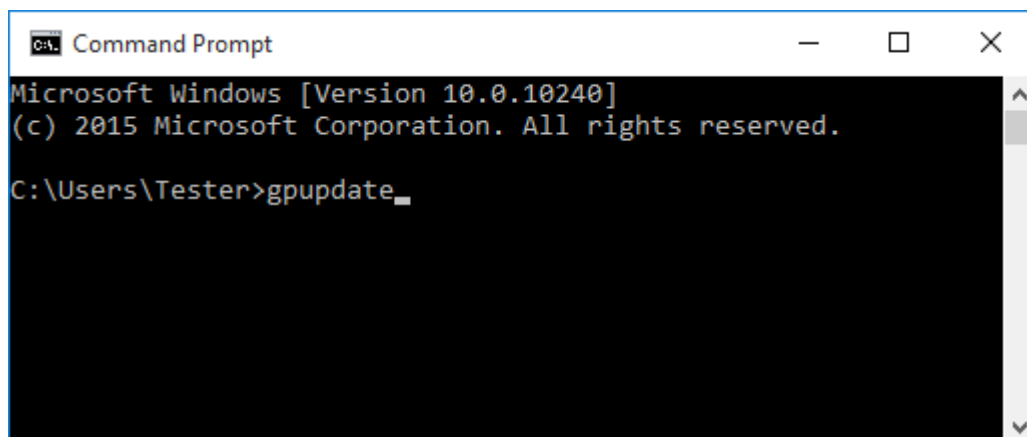 Command Prompt
Microsoft Windows [Version 10.0.10240]
(c) 2015 Microsoft Corporation. All rights reserved.
C:\Users\Tester>gpupdate